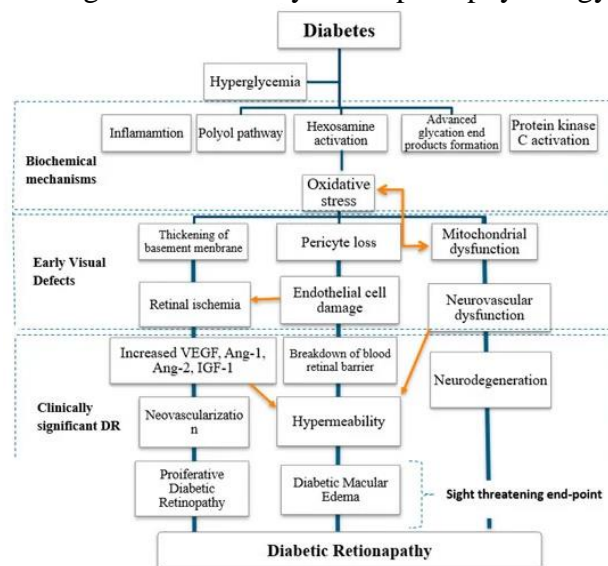 Diabetes
Hyperglycemia
Inflamamtion
Polyol pathway
Hexosamine
activation
Advanced
glycation end
products formation
Protein kinase
C activation
Biochemical
mechanisms
Oxidative
stress
Thickening of
basement membrane
Pericyte loss
Mitochondrial
dysfunction
Early Visual
Defects
Retinal ischemia
Endothelial cell
damage
Neurovascular
dysfunction
Increased VEGF, Ang-1,
Ang-2, IGF-1
Breakdown of blood
retinal barrier
Neurodegeneration
Clinically
significant DR
Neovascularizatio
n
Hypermeability
Proiferative
Diabetic
Retinopathy
Diabetic Macular
Edema
Sight threatening end-point
Diabetic Retionapathy